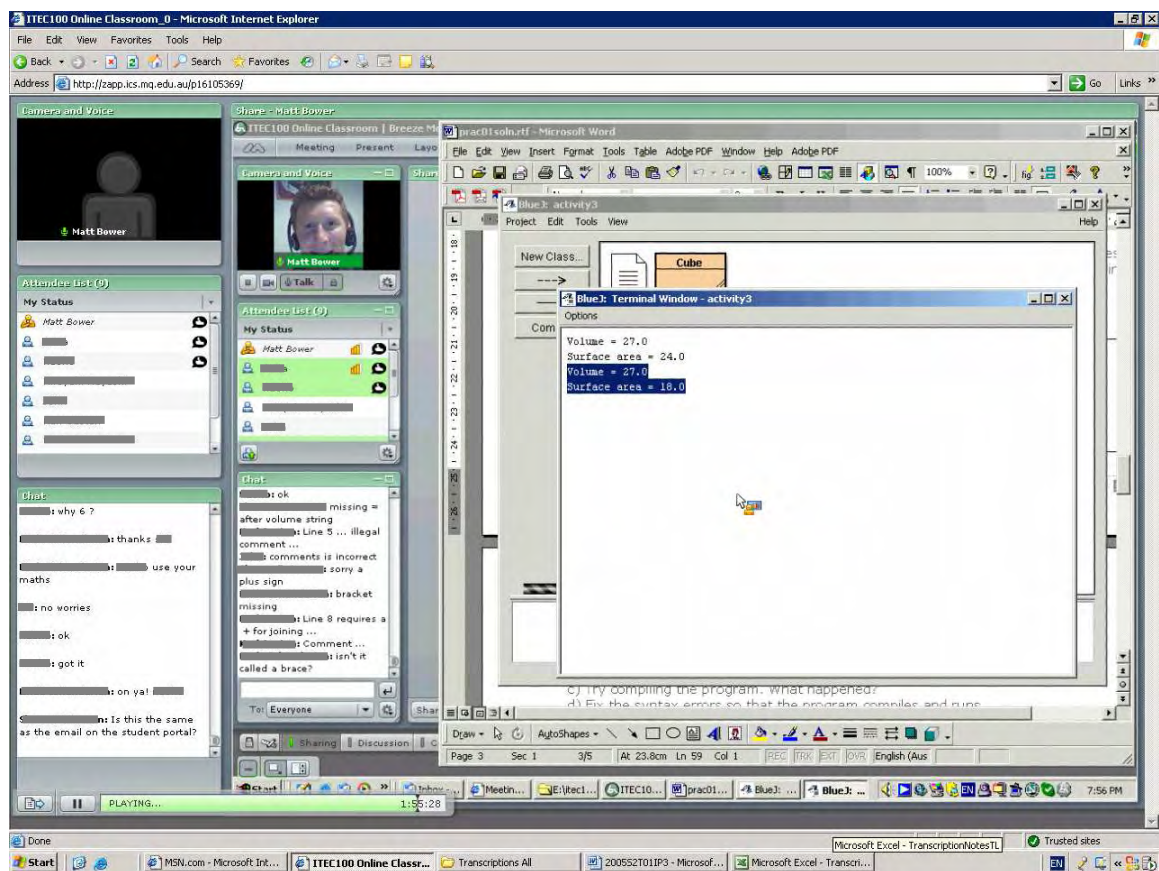 ITEC100 Online Classroom_0 - Microsoft Internet Explorer
File Edit View Favorites Tools Help
Back Search Favorites
Address http://zapp.ics.mq.edu.au/p16105369/ Go Links »
Camera and Voice
Matt Bower
Attendee List (9)
My Status
Matt Bower
Chat
: why 6 ?
: thanks
: use your
maths
: no worries
: ok
: got it
: on ya!
S n: Is this the same
as the email on the student portal?
Share - Matt Bower
ITEC100 Online Classroom | Breeze M
Meeting Present Layo
Camera and Voice
Matt Bower
Talk
Attendee List (9)
My Status
Matt Bower
Chat
: ok
missing =
after volume string
: Line 5 ... illegal
comment ...
: comments is incorrect
: sorry a
plus sign
: bracket
missing
: Line 8 requires a
+ for joining ...
: Comment ...
: isn't it
called a brace?
To: Everyone
Sharing Discussion
Shar
prac01soln.rtf - Microsoft Word
File Edit View Insert Format Tools Table Adobe PDF Window Help Adobe PDF
100%
BlueJ: activity3
Project Edit Tools View Help
New Class...
--->
Com
Cube
BlueJ: Terminal Window - activity3
Options
Volume = 27.0
Surface area = 24.0
Volume = 27.0
Surface area = 18.0
c) Try compiling the program. What happened?
d) Fix the syntax errors so that the program compiles and runs
Draw AutoShapes
Page 3 Sec 1 3/5 At 23.8cm Ln 59 Col 1 REC TRK EXT OVR English (Aus
Start » Inbox -... Meetin... E:\itec1... ITEC10... prac01... BlueJ: ... BlueJ: ... EN 7:56 PM
PLAYING... 1:55:28
Done Trusted sites
Microsoft Excel - TranscriptionNotesTL
Start MSN.com - Microsoft Int... ITEC100 Online Classr... Transcriptions All 2005S2T01IP3 - Microsof... Microsoft Excel - Transcri... EN «